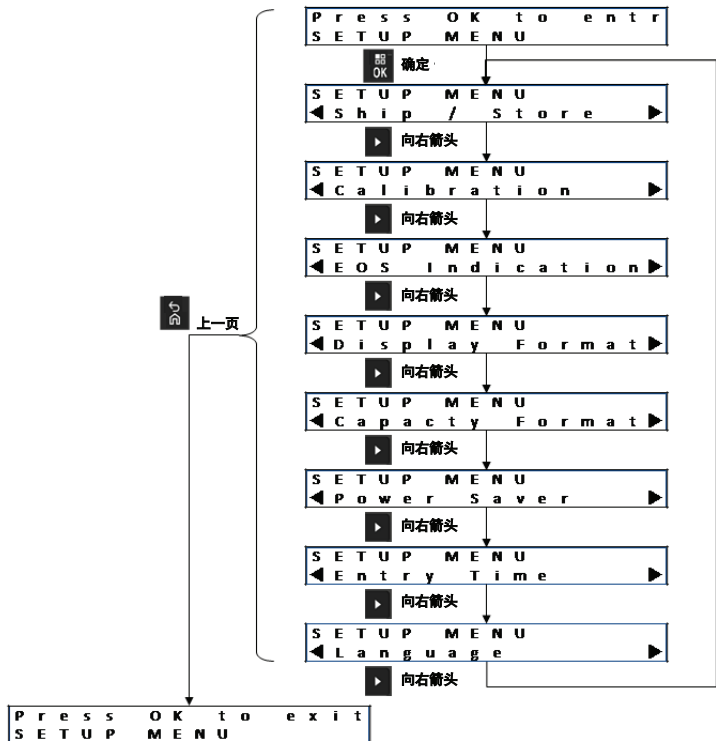 Press OK to entr
SETUP MENU
OK 确定
SETUP MENU
◀Ship / Store ▶
向右箭头
SETUP MENU
◀Calibration ▶
向右箭头
SETUP MENU
◀EOS Indication▶
向右箭头
上一页
SETUP MENU
◀Display Format▶
向右箭头
SETUP MENU
◀Capacty Format▶
向右箭头
SETUP MENU
◀Power Saver ▶
向右箭头
SETUP MENU
◀Entry Time ▶
向右箭头
SETUP MENU
◀Language ▶
向右箭头
Press OK to exit
SETUP MENU